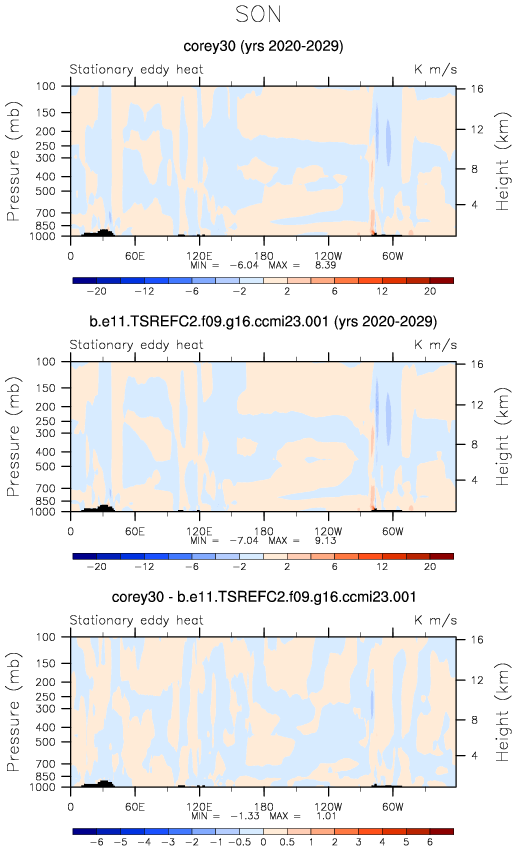 SON
corey30 (yrs 2020-2029)
Stationary eddy heat K m/s
Pressure (mb)
Height (km)
100
150
200
250
300
400
500
700
850
1000
16
12
8
4
0 60E 120E 180 120W 60W
MIN = -6.04 MAX = 8.39
-20 -12 -6 -2 2 6 12 20
b.e11.TSREFC2.f09.g16.ccmi23.001 (yrs 2020-2029)
Stationary eddy heat K m/s
Pressure (mb)
Height (km)
100
150
200
250
300
400
500
700
850
1000
16
12
8
4
0 60E 120E 180 120W 60W
MIN = -7.04 MAX = 9.13
-20 -12 -6 -2 2 6 12 20
corey30 - b.e11.TSREFC2.f09.g16.ccmi23.001
Stationary eddy heat K m/s
Pressure (mb)
Height (km)
100
150
200
250
300
400
500
700
850
1000
16
12
8
4
0 60E 120E 180 120W 60W
MIN = -1.33 MAX = 1.01
-6 -5 -4 -3 -2 -1 -0.5 0 0.5 1 2 3 4 5 6